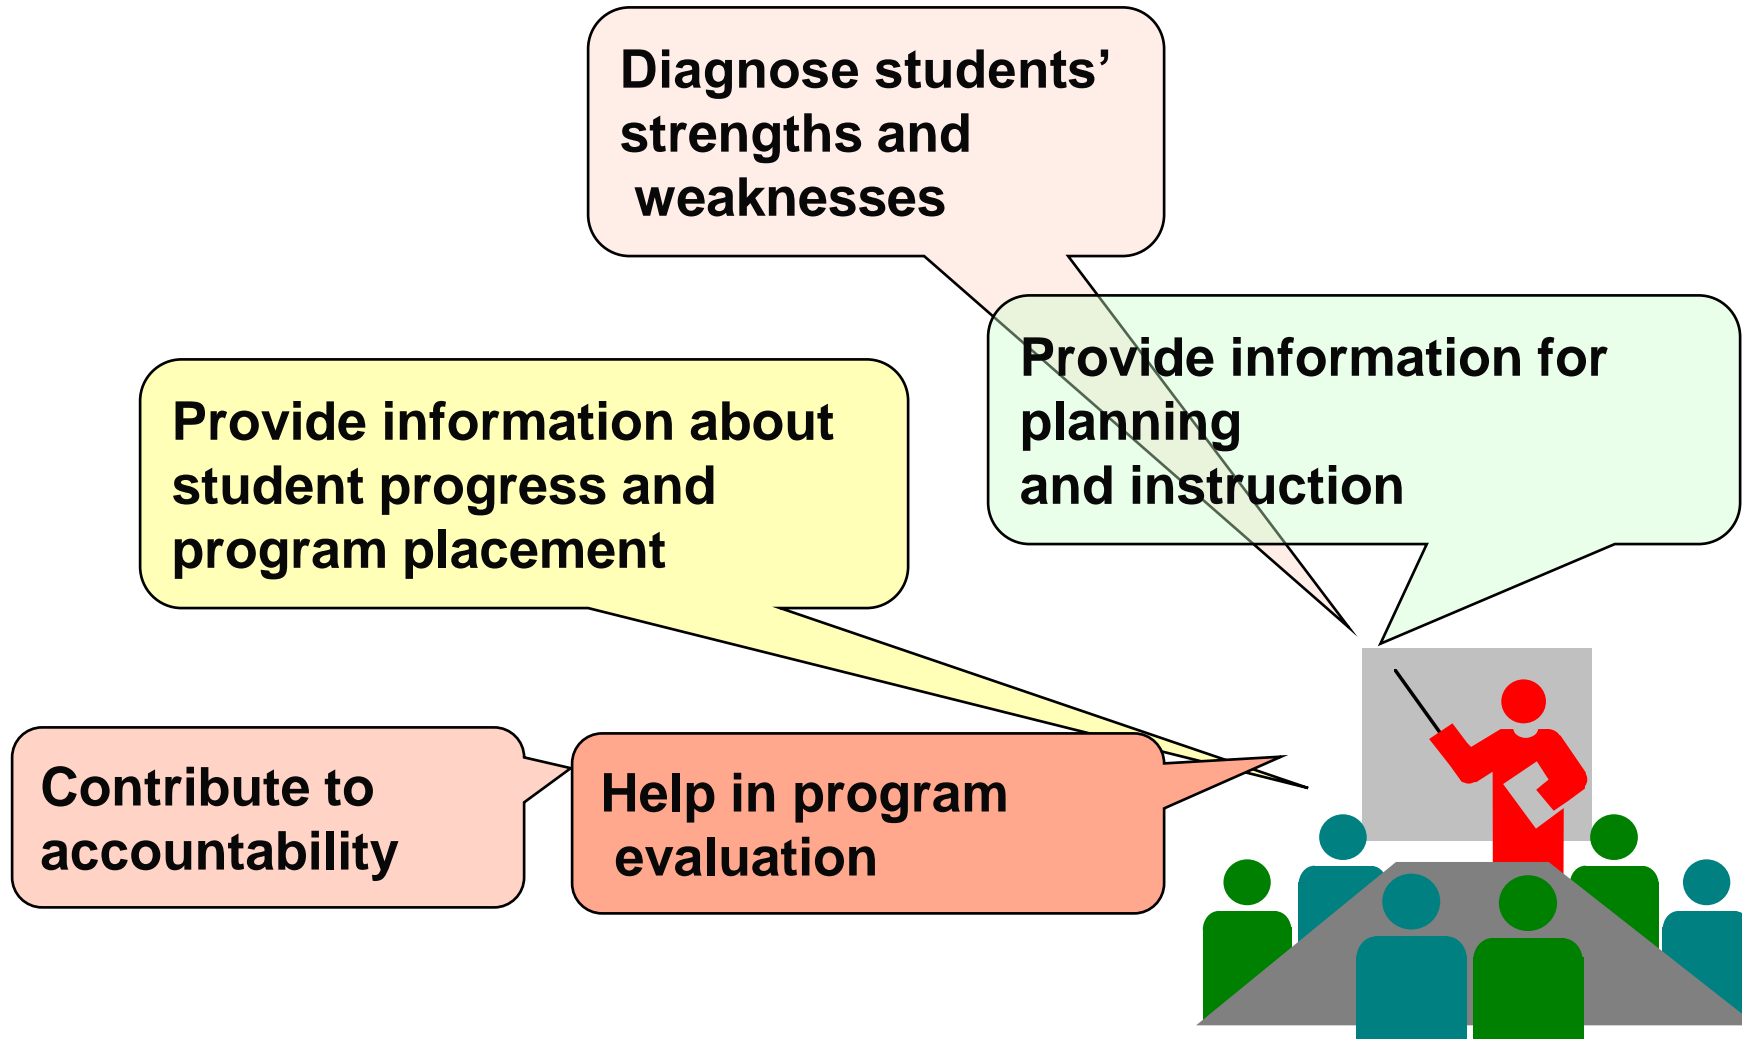 Diagnose students’
strengths and
weaknesses
Provide information for
planning
and instruction
Provide information about
student progress and
program placement
Contribute to
accountability
Help in program
evaluation